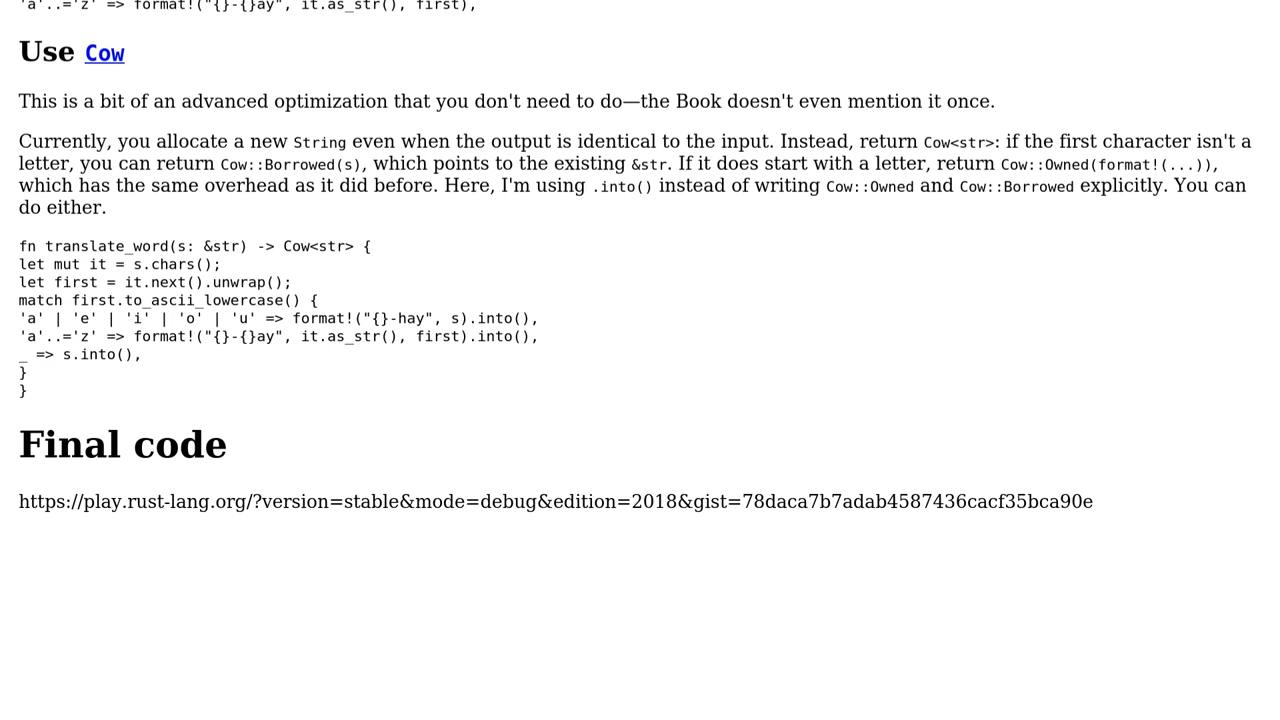 'a'..='z' => format!("{}-{}ay", it.as_str(), first),
Use Cow
This is a bit of an advanced optimization that you don't need to do—the Book doesn't even mention it once.
Currently, you allocate a new String even when the output is identical to the input. Instead, return Cow<str>: if the first character isn't a
letter, you can return Cow::Borrowed(s), which points to the existing &str. If it does start with a letter, return Cow::Owned(format!(...)),
which has the same overhead as it did before. Here, I'm using .into() instead of writing Cow::Owned and Cow::Borrowed explicitly. You can
do either.
fn translate_word(s: &str) -> Cow<str> {
let mut it = s.chars();
let first = it.next().unwrap();
match first.to_ascii_lowercase() {
'a' | 'e' | 'i' | 'o' | 'u' => format!("{}-hay", s).into(),
'a'..='z' => format!("{}-{}ay", it.as_str(), first).into(),
_ => s.into(),
}
}
Final code
https://play.rust-lang.org/?version=stable&mode=debug&edition=2018&gist=78daca7b7adab4587436cacf35bca90e